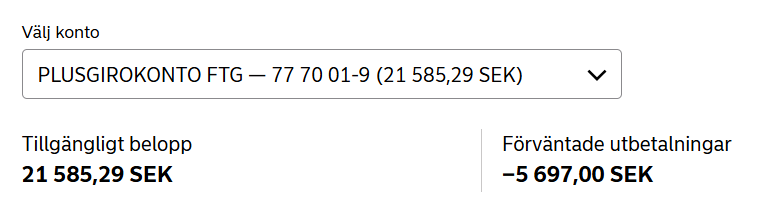 Välj konto
PLUSGIROKONTO FTG — 77 70 01-9 (21 585,29 SEK)
Tillgängligt belopp
21 585,29 SEK
Förväntade utbetalningar
−5 697,00 SEK